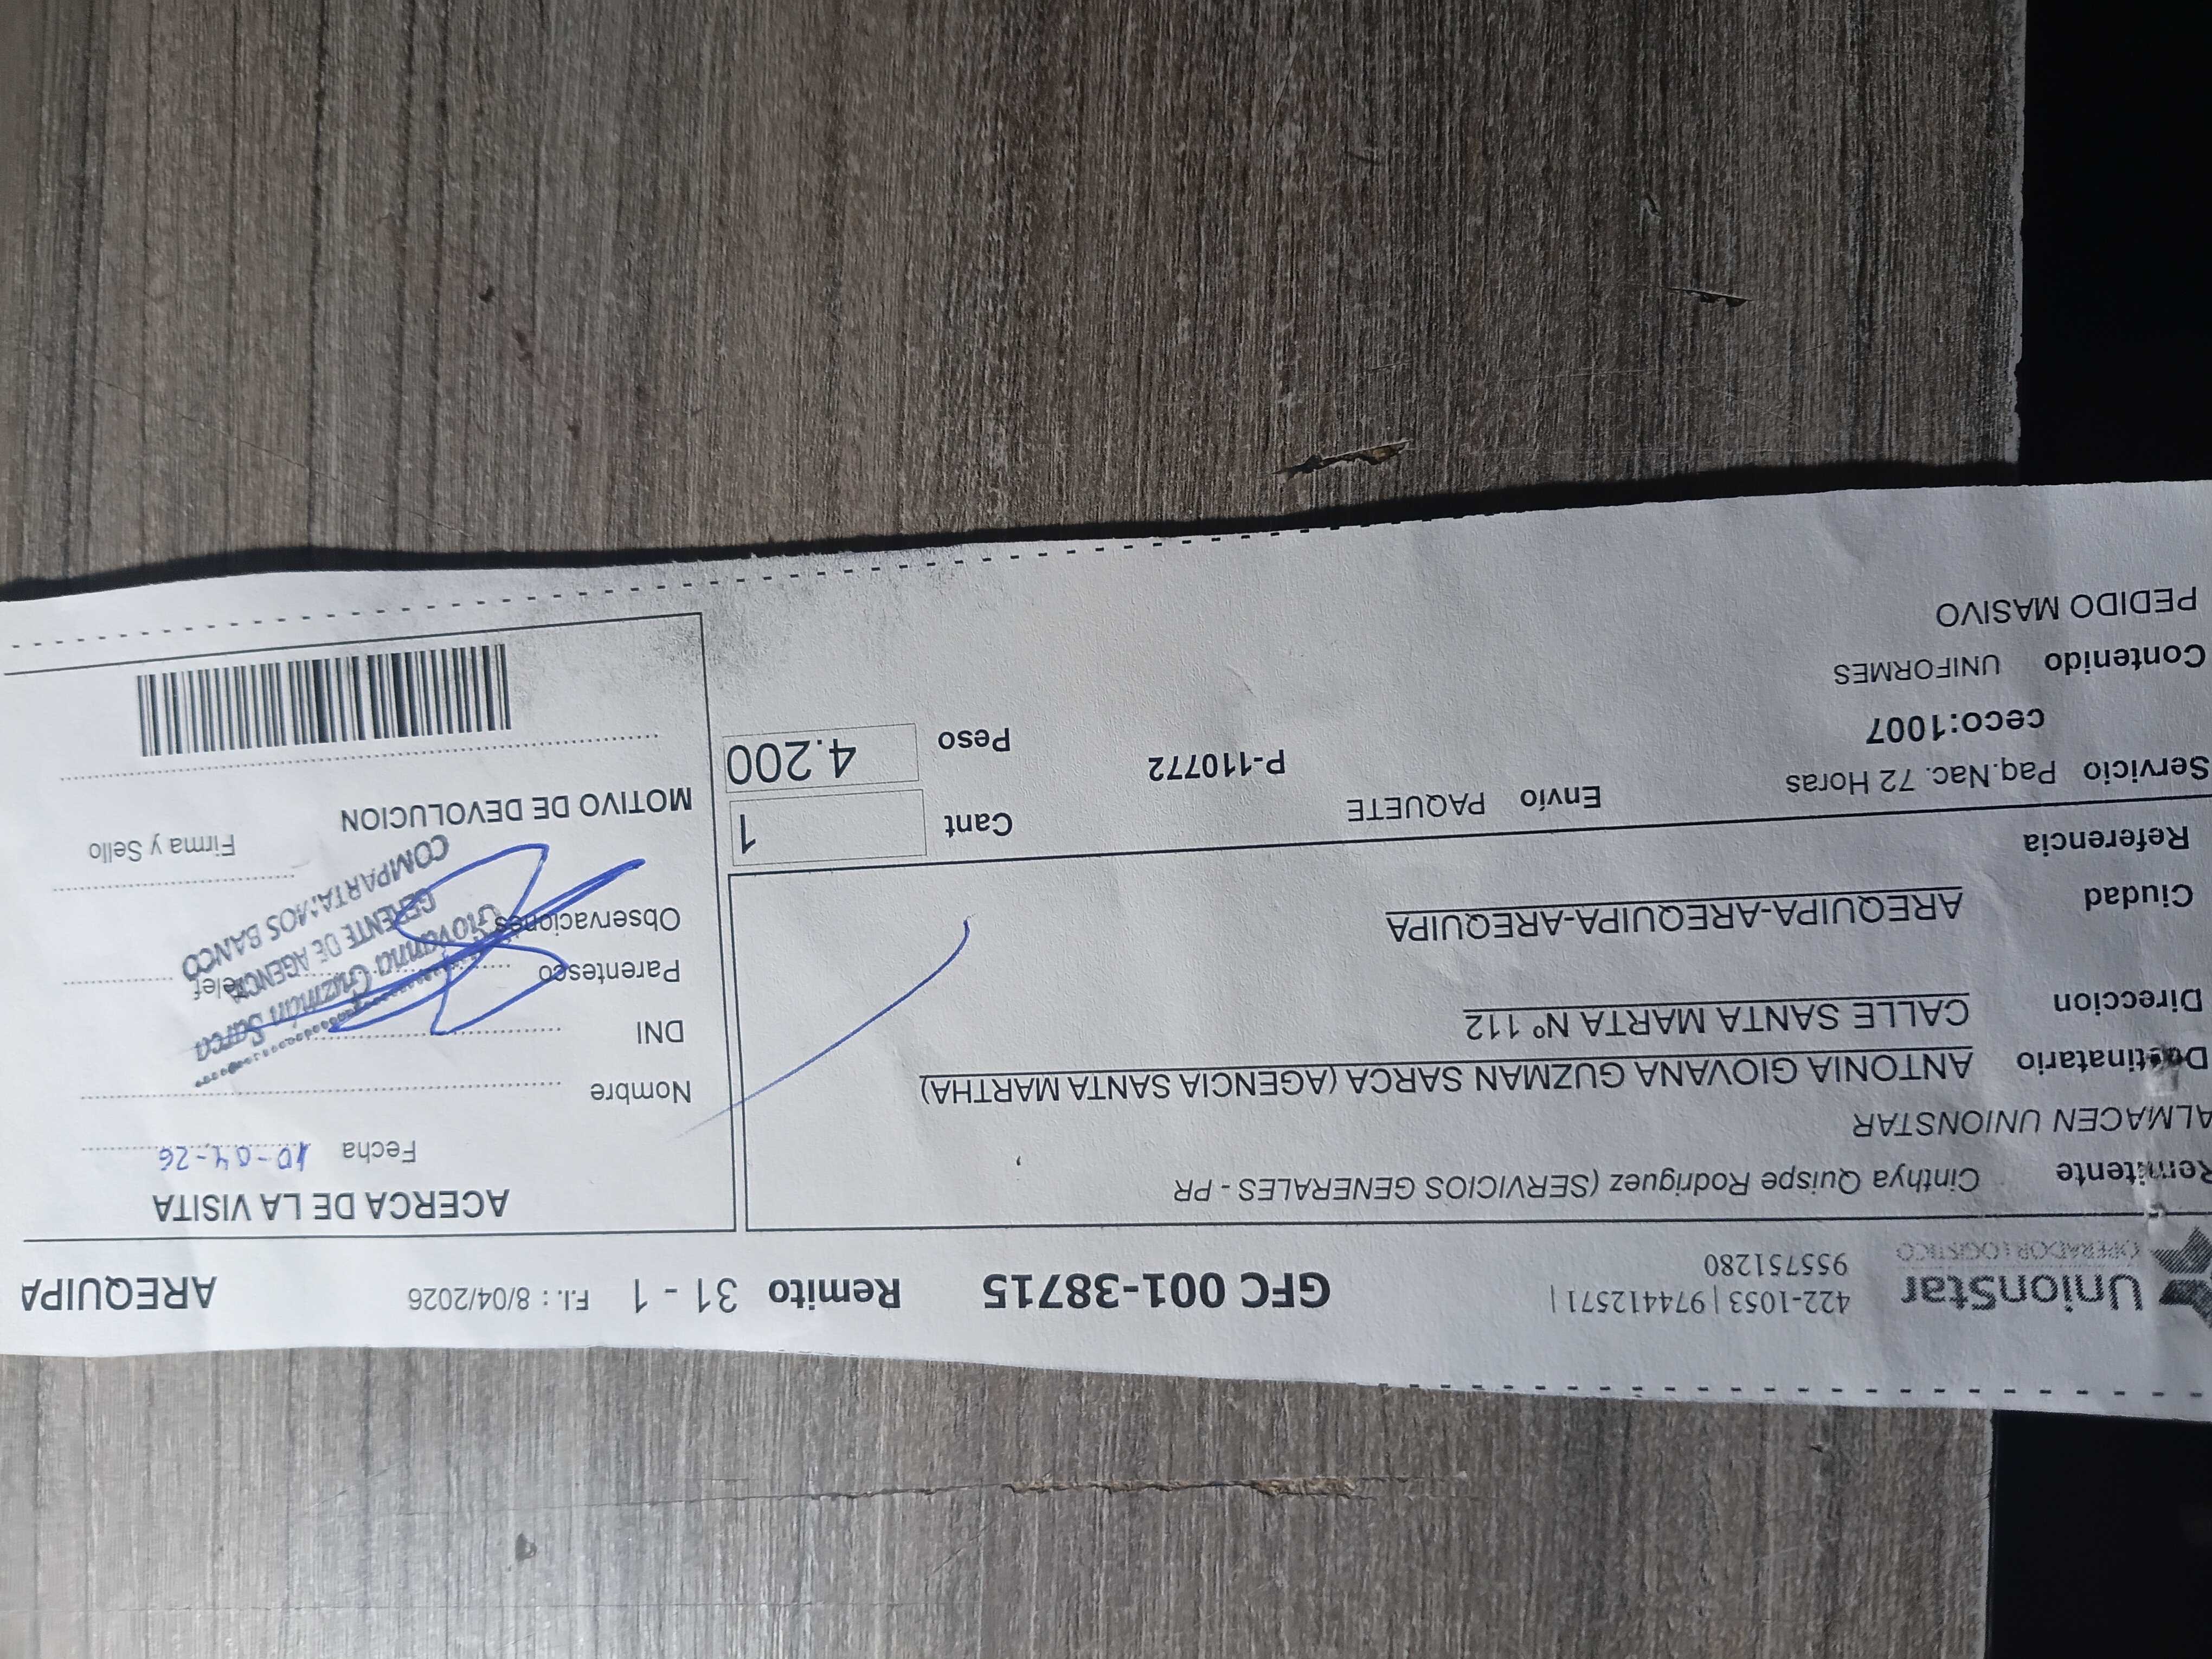 UnionStar
OPERADOR LOGISTICO
422-1053 | 974412571 |
955751280
GFC 001-38715
Remito 31 - 1
F.I. : 8/04/2026
AREQUIPA
Remitente Cinthya Quispe Rodriguez (SERVICIOS GENERALES - PR
ALMACEN UNIONSTAR
Destinatario ANTONIA GIOVANA GUZMAN SARCA (AGENCIA SANTA MARTHA)
Direccion CALLE SANTA MARTA Nº 112
Ciudad AREQUIPA-AREQUIPA-AREQUIPA
Referencia
Servicio Paq.Nac. 72 Horas
Envío PAQUETE
Cant 1
ceco:1007
P-110772
Peso 4.200
Contenido UNIFORMES
PEDIDO MASIVO
ACERCA DE LA VISITA
Fecha 10-04-26
Nombre
DNI
Parentesco
Telef
Observaciones
Giovanna Guzmán Sarca
GERENTE DE AGENCIA
COMPARTAMOS BANCO
Firma y Sello
MOTIVO DE DEVOLUCION